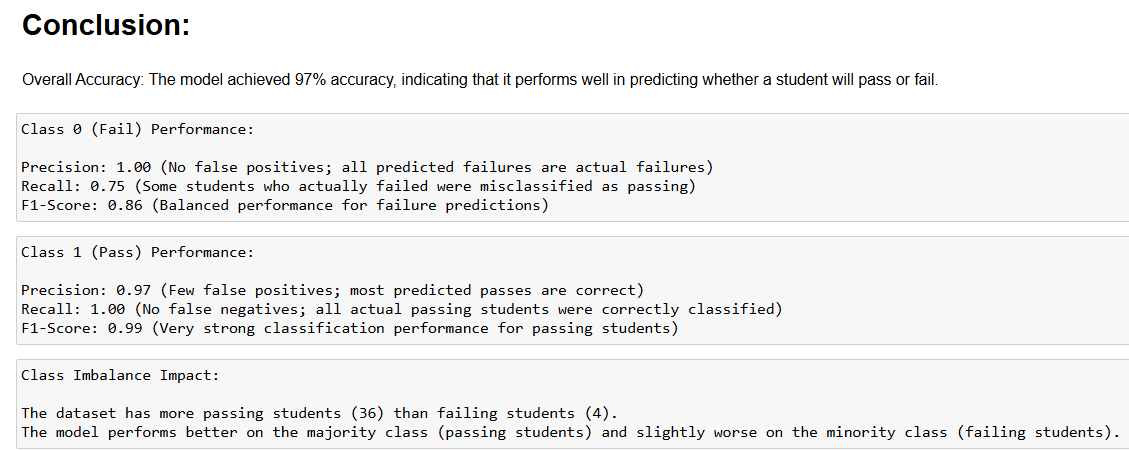 Conclusion:
Overall Accuracy: The model achieved 97% accuracy, indicating that it performs well in predicting whether a student will pass or fail.
Class 0 (Fail) Performance:
Precision: 1.00 (No false positives; all predicted failures are actual failures)
Recall: 0.75 (Some students who actually failed were misclassified as passing)
F1-Score: 0.86 (Balanced performance for failure predictions)
Class 1 (Pass) Performance:
Precision: 0.97 (Few false positives; most predicted passes are correct)
Recall: 1.00 (No false negatives; all actual passing students were correctly classified)
F1-Score: 0.99 (Very strong classification performance for passing students)
Class Imbalance Impact:
The dataset has more passing students (36) than failing students (4).
The model performs better on the majority class (passing students) and slightly worse on the minority class (failing students).